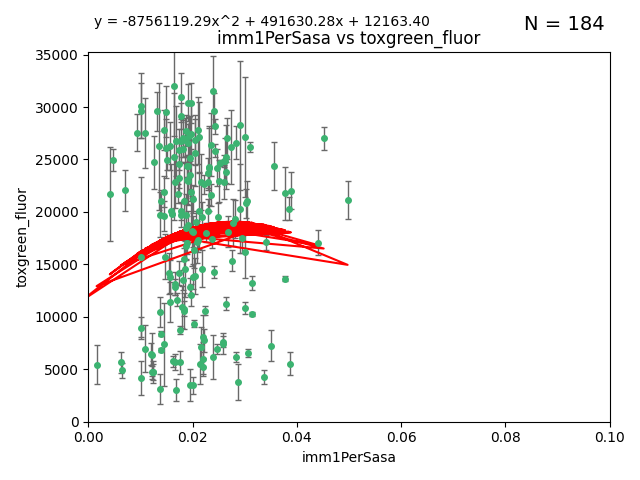 y = -8756119.29x^2 + 491630.28x + 12163.40
N = 184
imm1PerSasa vs toxgreen_fluor
35000
30000
25000
20000
15000
10000
5000
0
toxgreen_fluor
0.00 0.02 0.04 0.06 0.08 0.10
imm1PerSasa